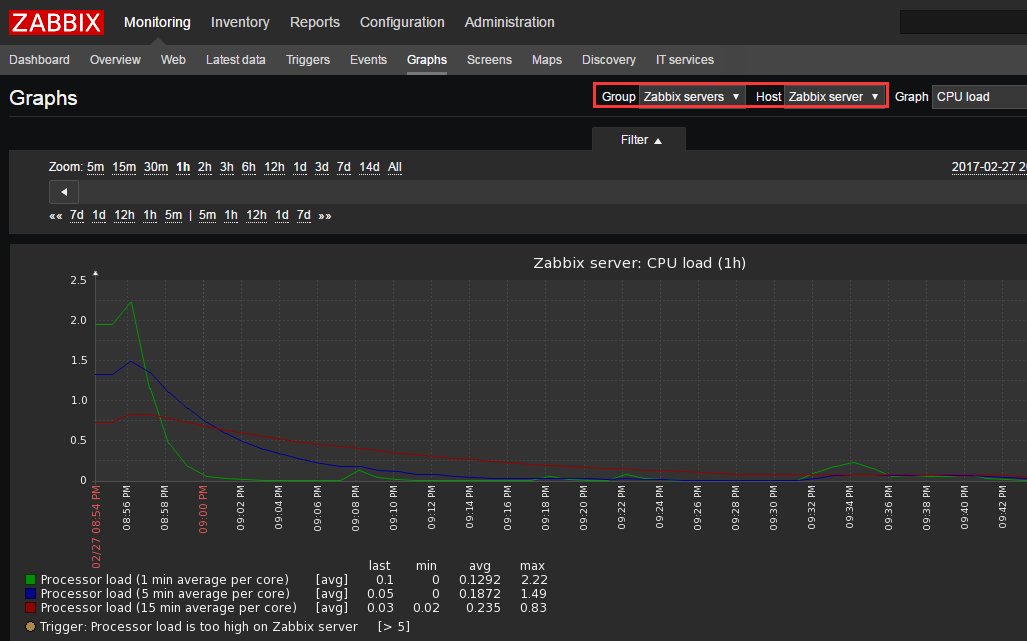 ZABBIX Monitoring Inventory Reports Configuration Administration
Dashboard Overview Web Latest data Triggers Events Graphs Screens Maps Discovery IT services
Graphs
Group Zabbix servers ▼ Host Zabbix server ▼ Graph CPU load
Filter ▲
Zoom: 5m 15m 30m 1h 2h 3h 6h 12h 1d 3d 7d 14d All
2017-02-27 2
◄
«« 7d 1d 12h 1h 5m | 5m 1h 12h 1d 7d »»
Zabbix server: CPU load (1h)
2.5
2.0
1.5
1.0
0.5
0
02/27 08:54 PM
08:56 PM
08:58 PM
09:00 PM
09:02 PM
09:04 PM
09:06 PM
09:08 PM
09:10 PM
09:12 PM
09:14 PM
09:16 PM
09:18 PM
09:20 PM
09:22 PM
09:24 PM
09:26 PM
09:28 PM
09:30 PM
09:32 PM
09:34 PM
09:36 PM
09:38 PM
09:40 PM
09:42 PM
last min avg max
Processor load (1 min average per core) [avg] 0.1 0 0.1292 2.22
Processor load (5 min average per core) [avg] 0.05 0 0.1872 1.49
Processor load (15 min average per core) [avg] 0.03 0.02 0.235 0.83
Trigger: Processor load is too high on Zabbix server [> 5]